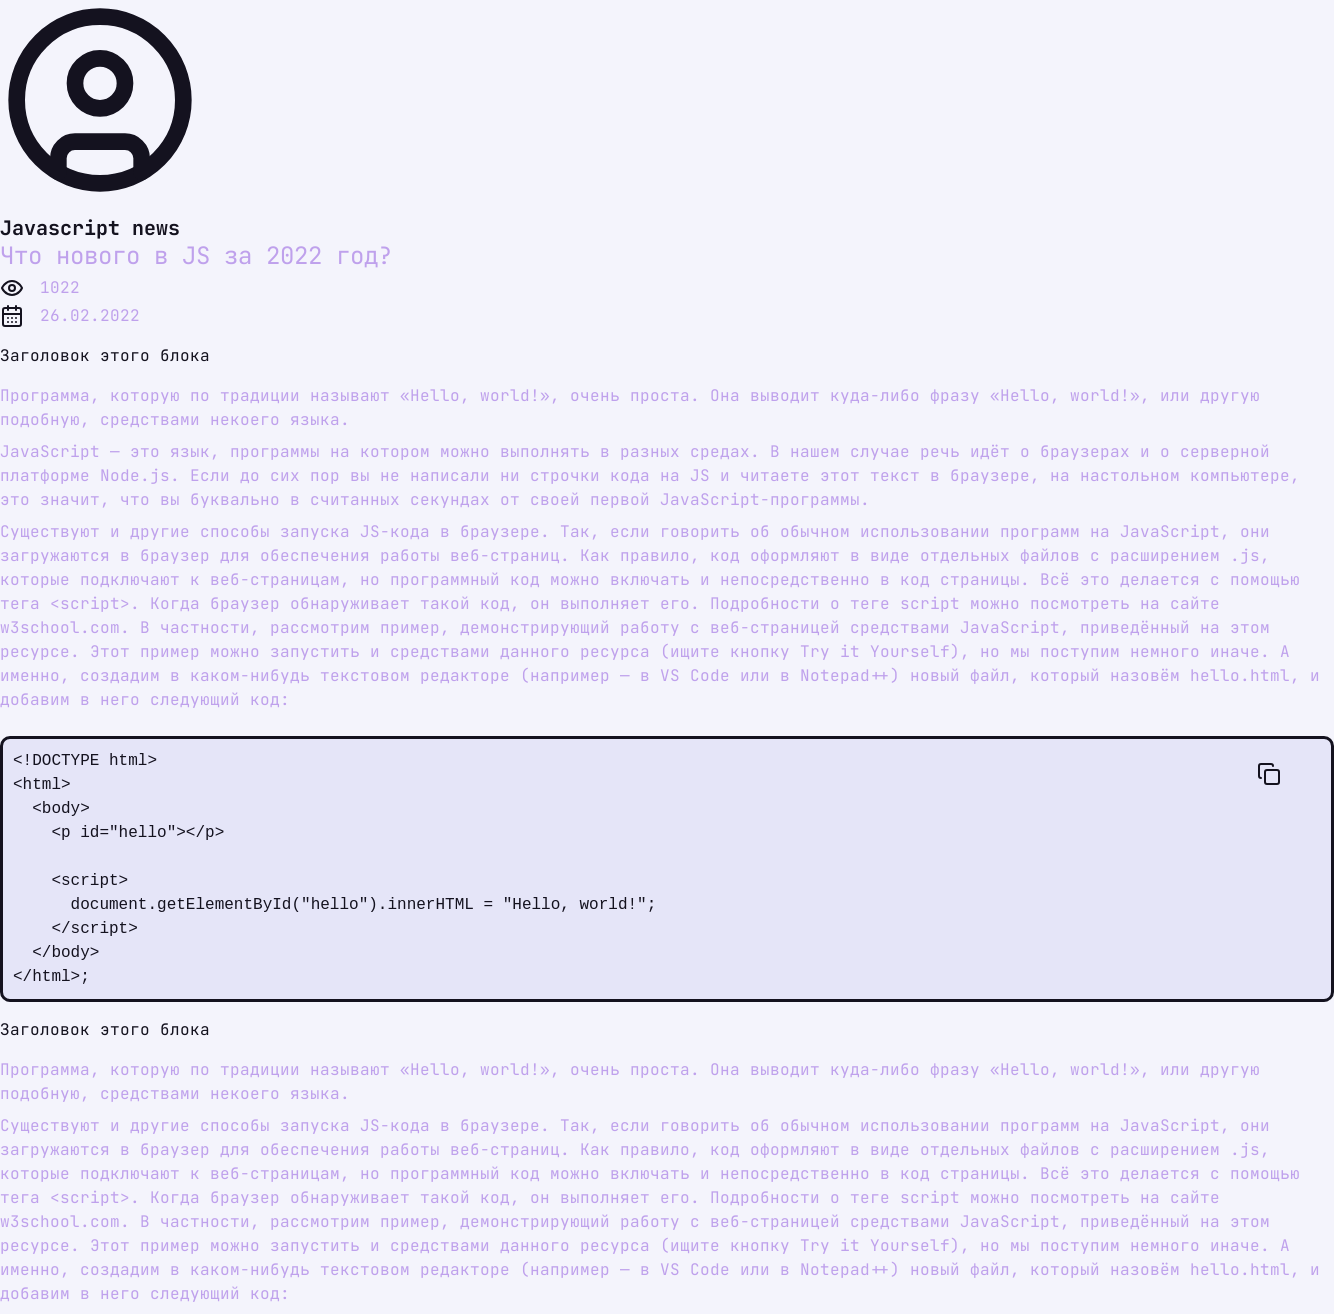 Javascript news
Что нового в JS за 2022 год?
1022
26.02.2022
Заголовок этого блока
Программа, которую по традиции называют «Hello, world!», очень проста. Она выводит куда-либо фразу «Hello, world!», или другую
подобную, средствами некоего языка.
JavaScript — это язык, программы на котором можно выполнять в разных средах. В нашем случае речь идёт о браузерах и о серверной
платформе Node.js. Если до сих пор вы не написали ни строчки кода на JS и читаете этот текст в браузере, на настольном компьютере,
это значит, что вы буквально в считанных секундах от своей первой JavaScript-программы.
Существуют и другие способы запуска JS-кода в браузере. Так, если говорить об обычном использовании программ на JavaScript, они
загружаются в браузер для обеспечения работы веб-страниц. Как правило, код оформляют в виде отдельных файлов с расширением .js,
которые подключают к веб-страницам, но программный код можно включать и непосредственно в код страницы. Всё это делается с помощью
тега <script>. Когда браузер обнаруживает такой код, он выполняет его. Подробности о теге script можно посмотреть на сайте
w3school.com. В частности, рассмотрим пример, демонстрирующий работу с веб-страницей средствами JavaScript, приведённый на этом
ресурсе. Этот пример можно запустить и средствами данного ресурса (ищите кнопку Try it Yourself), но мы поступим немного иначе. А
именно, создадим в каком-нибудь текстовом редакторе (например — в VS Code или в Notepad++) новый файл, который назовём hello.html, и
добавим в него следующий код:
<!DOCTYPE html>
<html>
  <body>
    <p id="hello"></p>
    <script>
      document.getElementById("hello").innerHTML = "Hello, world!";
    </script>
  </body>
</html>;
Заголовок этого блока
Программа, которую по традиции называют «Hello, world!», очень проста. Она выводит куда-либо фразу «Hello, world!», или другую
подобную, средствами некоего языка.
Существуют и другие способы запуска JS-кода в браузере. Так, если говорить об обычном использовании программ на JavaScript, они
загружаются в браузер для обеспечения работы веб-страниц. Как правило, код оформляют в виде отдельных файлов с расширением .js,
которые подключают к веб-страницам, но программный код можно включать и непосредственно в код страницы. Всё это делается с помощью
тега <script>. Когда браузер обнаруживает такой код, он выполняет его. Подробности о теге script можно посмотреть на сайте
w3school.com. В частности, рассмотрим пример, демонстрирующий работу с веб-страницей средствами JavaScript, приведённый на этом
ресурсе. Этот пример можно запустить и средствами данного ресурса (ищите кнопку Try it Yourself), но мы поступим немного иначе. А
именно, создадим в каком-нибудь текстовом редакторе (например — в VS Code или в Notepad++) новый файл, который назовём hello.html, и
добавим в него следующий код: